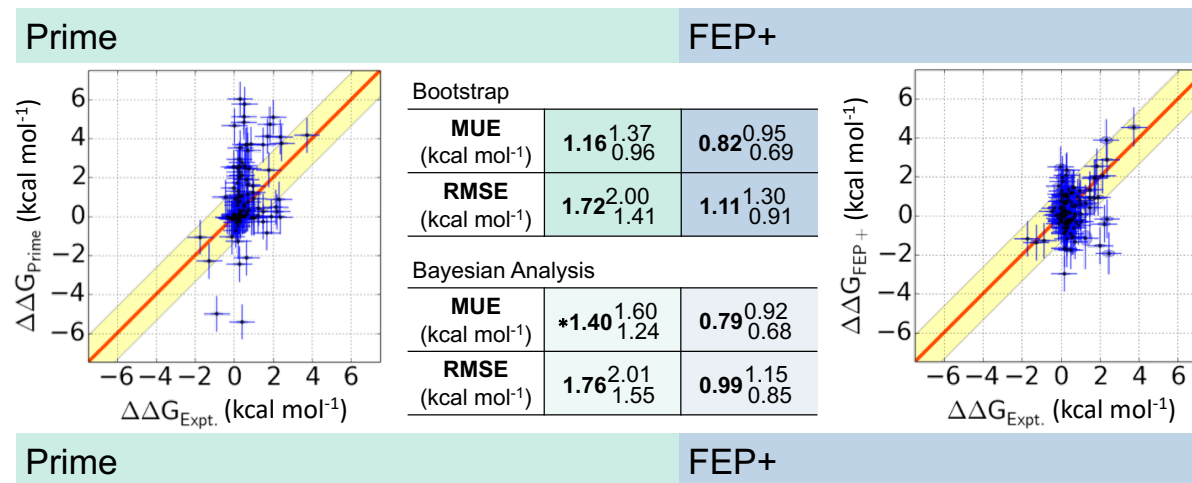 Prime
FEP+
ΔΔG_Prime (kcal mol⁻¹)
6
4
2
0
−2
−4
−6
−6 −4 −2 0 2 4 6
ΔΔG_Expt. (kcal mol⁻¹)
Bootstrap
MUE
(kcal mol⁻¹)
1.16 1.37 0.96
0.82 0.95 0.69
RMSE
(kcal mol⁻¹)
1.72 2.00 1.41
1.11 1.30 0.91
Bayesian Analysis
MUE
(kcal mol⁻¹)
*1.40 1.60 1.24
0.79 0.92 0.68
RMSE
(kcal mol⁻¹)
1.76 2.01 1.55
0.99 1.15 0.85
ΔΔG_FEP+ (kcal mol⁻¹)
6
4
2
0
−2
−4
−6
−6 −4 −2 0 2 4 6
ΔΔG_Expt. (kcal mol⁻¹)
Prime
FEP+